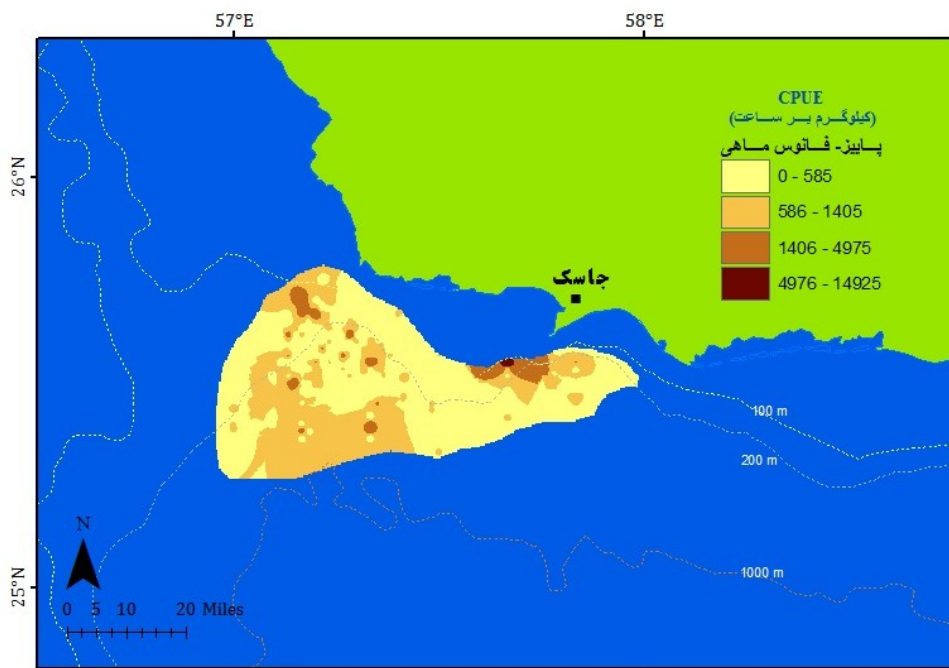 57°E
58°E
26°N
25°N
CPUE
(کیلوگرم بر ساعت)
پاییز- فانوس ماهی
0 - 585
586 - 1405
1406 - 4975
4976 - 14925
جاسک
100 m
200 m
1000 m
N
0 5 10 20 Miles